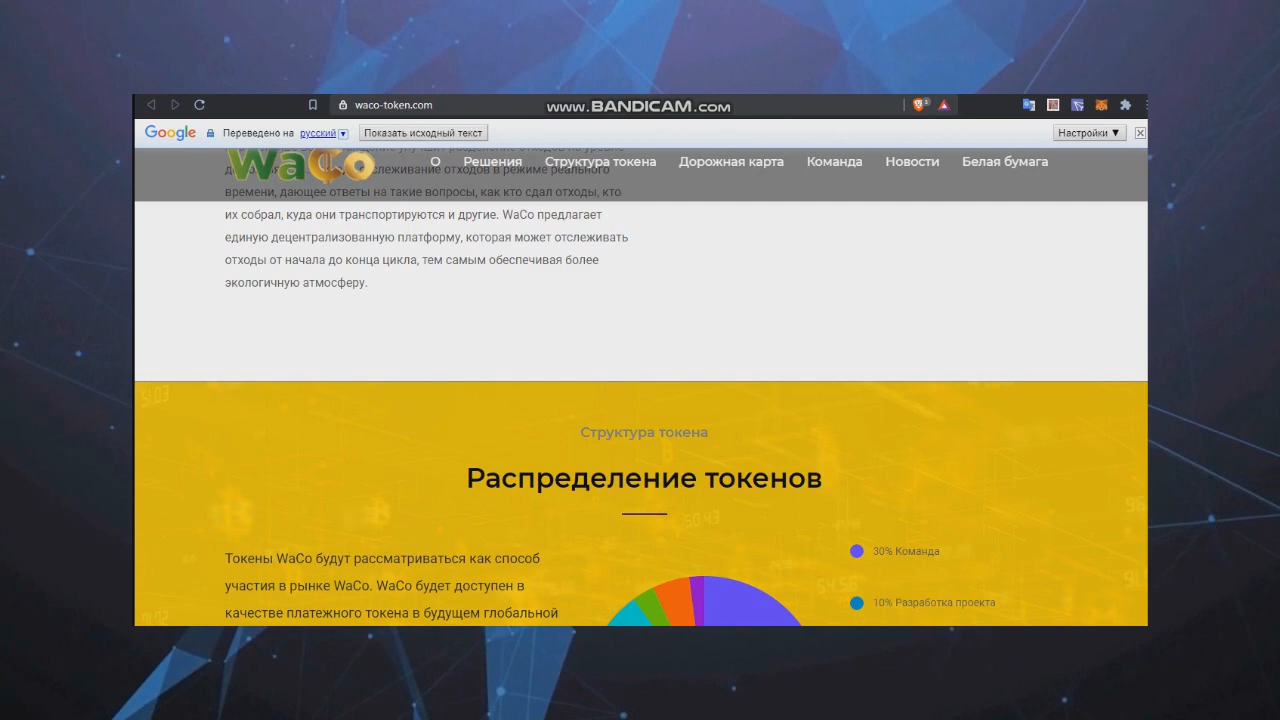 waco-token.com
www.BANDICAM.com
Google
Переведено на русский
Показать исходный текст
Настройки ▼
WaCo
О
Решения
Структура токена
Дорожная карта
Команда
Новости
Белая бумага
слеживание отходов в режиме реального
времени, дающее ответы на такие вопросы, как кто сдал отходы, кто
их собрал, куда они транспортируются и другие. WaCo предлагает
единую децентрализованную платформу, которая может отслеживать
отходы от начала до конца цикла, тем самым обеспечивая более
экологичную атмосферу.
Структура токена
Распределение токенов
Токены WaCo будут рассматриваться как способ
участия в рынке WaCo. WaCo будет доступен в
качестве платежного токена в будущем глобальной
30% Команда
10% Разработка проекта